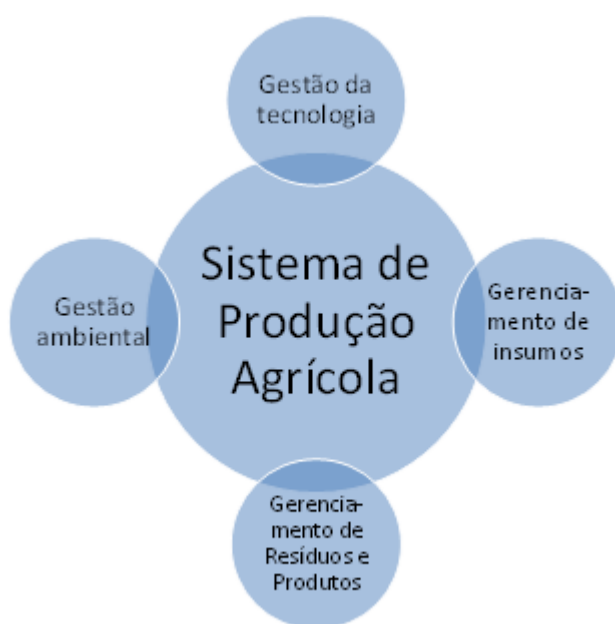 Gestão da
tecnologia
Sistema de
Produção
Agrícola
Gestão
ambiental
Gerencia-
mento de
insumos
Gerencia-
mento de
Resíduos e
Produtos